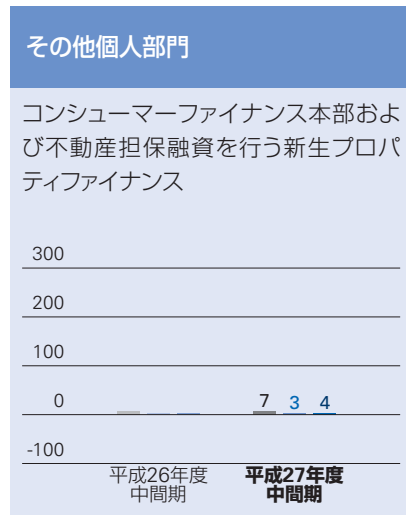 その他個人部門
コンシューマーファイナンス本部およ
び不動産担保融資を行う新生プロパ
ティファイナンス
300
200
100
0
7 3 4
-100
平成26年度
中間期
平成27年度
中間期